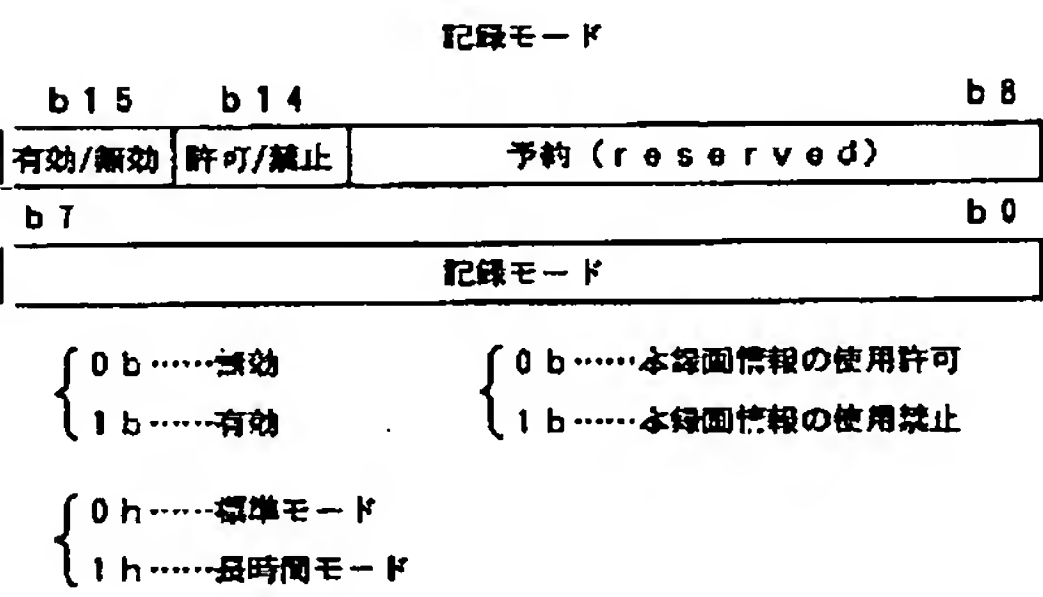 記録モード
b15 b14 b8
有効/無効 許可/禁止 予約(reserved)
b7 b0
記録モード
0b……無効 0b……本録画情報の使用許可
1b……有効 1b……本録画情報の使用禁止
0h……標準モード
1h……長時間モード